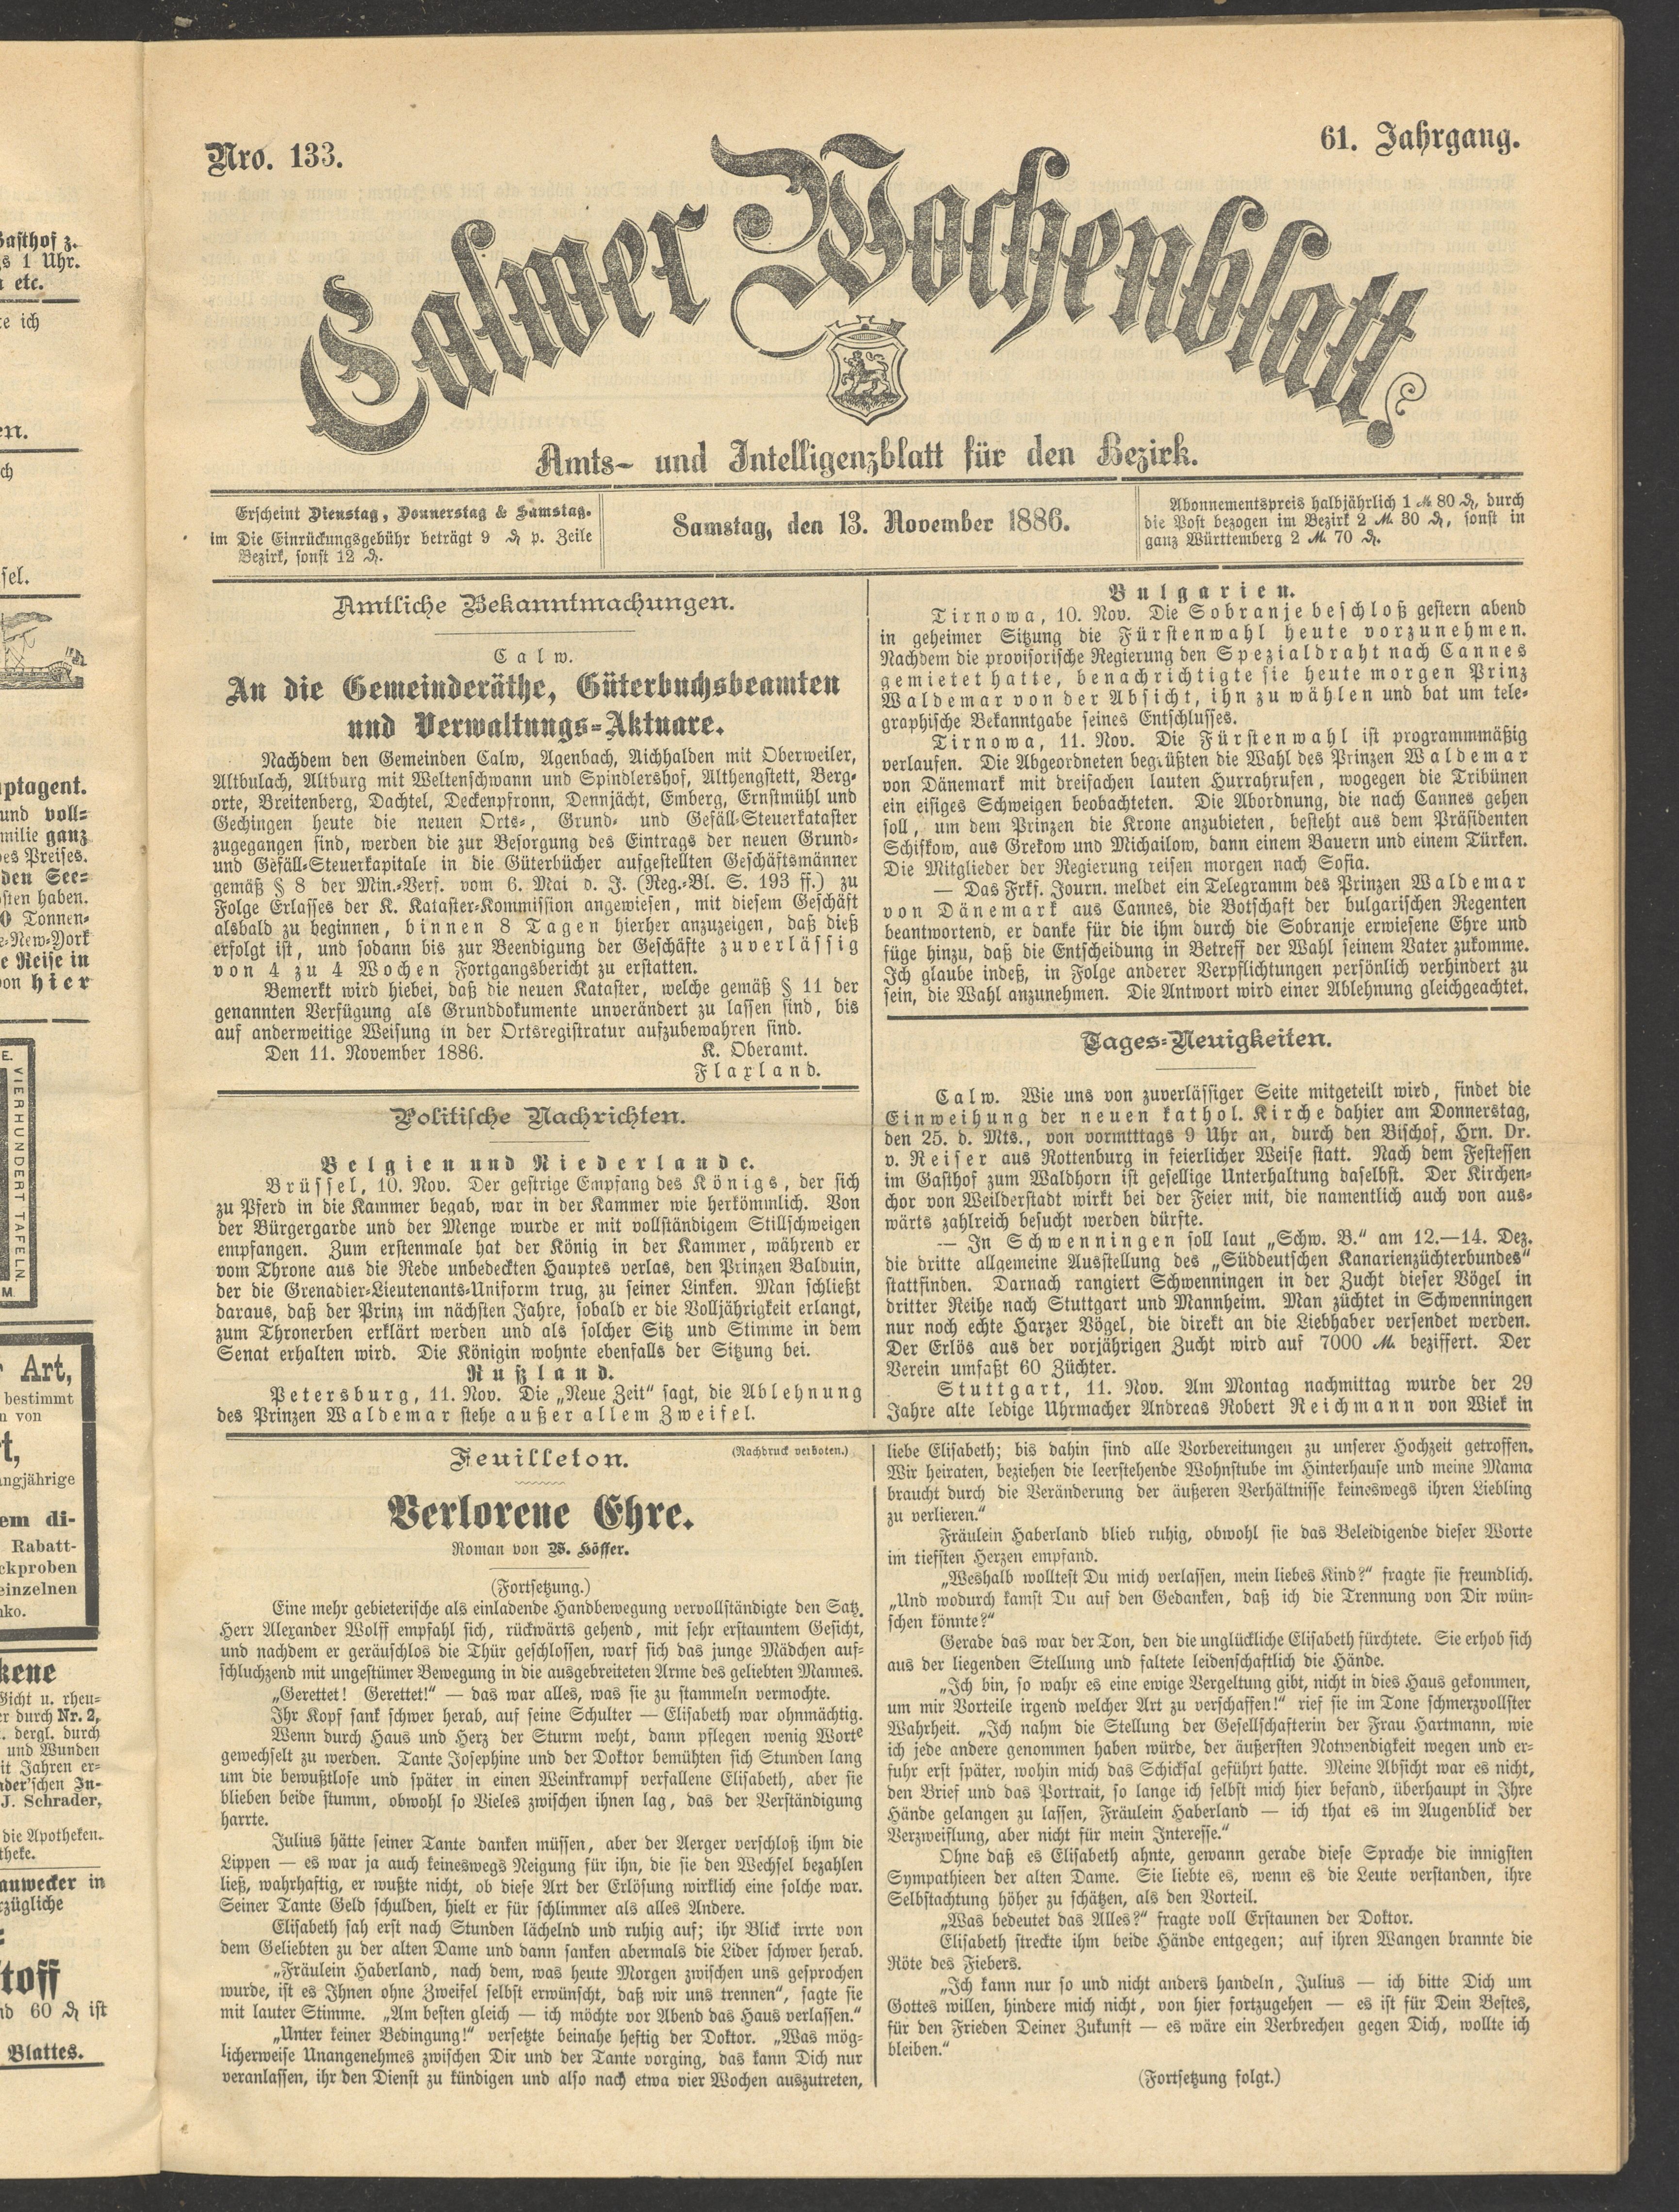 Nro. 133.
61. Jahrgang.
Calwer Wochenblatt
Amts- und Intelligenzblatt für den Bezirk.
Erscheint Dienstag, Donnerstag & Samstag.
im Die Einrückungsgebühr beträgt 9 ₰ p. Zeile
Bezirk, sonst 12 ₰.
Samstag, den 13. November 1886.
Abonnementspreis halbjährlich 1 ℳ 80 ₰, durch
die Post bezogen im Bezirk 2 ℳ 30 ₰, sonst in
ganz Württemberg 2 ℳ 70 ₰.
Amtliche Bekanntmachungen.
Calw.
An die Gemeinderäthe, Güterbuchsbeamten
und Verwaltungs-Aktuare.
Nachdem den Gemeinden Calw, Agenbach, Aichhalden mit Oberweiler,
Altbulach, Altburg mit Weltenschwann und Spindlershof, Althengstett, Berg-
orte, Breitenberg, Dachtel, Deckenpfronn, Dennjächt, Emberg, Ernstmühl und
Gechingen heute die neuen Orts-, Grund- und Gefäll-Steuerkataster
zugegangen sind, werden die zur Besorgung des Eintrags der neuen Grund-
und Gefäll-Steuerkapitale in die Güterbücher aufgestellten Geschäftsmänner
gemäß § 8 der Min.-Verf. vom 6. Mai d. J. (Reg.-Bl. S. 193 ff.) zu
Folge Erlasses der K. Kataster-Kommission angewiesen, mit diesem Geschäft
alsbald zu beginnen, binnen 8 Tagen hierher anzuzeigen, daß dieß
erfolgt ist, und sodann bis zur Beendigung der Geschäfte zuverlässig
von 4 zu 4 Wochen Fortgangsbericht zu erstatten.
Bemerkt wird hiebei, daß die neuen Kataster, welche gemäß § 11 der
genannten Verfügung als Grunddokumente unverändert zu lassen sind, bis
auf anderweitige Weisung in der Ortsregistratur aufzubewahren sind.
Den 11. November 1886. K. Oberamt.
Flaxland.
Politische Nachrichten.
Belgien und Niederlande.
Brüssel, 10. Nov. Der gestrige Empfang des Königs, der sich
zu Pferd in die Kammer begab, war in der Kammer wie herkömmlich. Von
der Bürgergarde und der Menge wurde er mit vollständigem Stillschweigen
empfangen. Zum erstenmale hat der König in der Kammer, während er
vom Throne aus die Rede unbedeckten Hauptes verlas, den Prinzen Balduin,
der die Grenadier-Lieutenants-Uniform trug, zu seiner Linken. Man schließt
daraus, daß der Prinz im nächsten Jahre, sobald er die Volljährigkeit erlangt,
zum Thronerben erklärt werden und als solcher Sitz und Stimme in dem
Senat erhalten wird. Die Königin wohnte ebenfalls der Sitzung bei.
Rußland.
Petersburg, 11. Nov. Die „Neue Zeit“ sagt, die Ablehnung
des Prinzen Waldemar stehe außer allem Zweifel.
Bulgarien.
Tirnowa, 10. Nov. Die Sobranje beschloß gestern abend
in geheimer Sitzung die Fürstenwahl heute vorzunehmen.
Nachdem die provisorische Regierung den Spezialdraht nach Cannes
gemietet hatte, benachrichtigte sie heute morgen Prinz
Waldemar von der Absicht, ihn zu wählen und bat um tele-
graphische Bekanntgabe seines Entschlusses.
Tirnowa, 11. Nov. Die Fürstenwahl ist programmmäßig
verlaufen. Die Abgeordneten begrüßten die Wahl des Prinzen Waldemar
von Dänemark mit dreifachen lauten Hurrahrufen, wogegen die Tribünen
ein eisiges Schweigen beobachteten. Die Abordnung, die nach Cannes gehen
soll, um dem Prinzen die Krone anzubieten, besteht aus dem Präsidenten
Schifkow, aus Grekow und Michailow, dann einem Bauern und einem Türken.
Die Mitglieder der Regierung reisen morgen nach Sofia.
— Das Frkf. Journ. meldet ein Telegramm des Prinzen Waldemar
von Dänemark aus Cannes, die Botschaft der bulgarischen Regenten
beantwortend, er danke für die ihm durch die Sobranje erwiesene Ehre und
füge hinzu, daß die Entscheidung in Betreff der Wahl seinem Vater zukomme.
Ich glaube indeß, in Folge anderer Verpflichtungen persönlich verhindert zu
sein, die Wahl anzunehmen. Die Antwort wird einer Ablehnung gleichgeachtet.
Tages-Neuigkeiten.
Calw. Wie uns von zuverlässiger Seite mitgeteilt wird, findet die
Einweihung der neuen kathol. Kirche dahier am Donnerstag,
den 25. d. Mts., von vormtttags 9 Uhr an, durch den Bischof, Hrn. Dr.
v. Reiser aus Rottenburg in feierlicher Weise statt. Nach dem Festessen
im Gasthof zum Waldhorn ist gesellige Unterhaltung daselbst. Der Kirchen-
chor von Weilderstadt wirkt bei der Feier mit, die namentlich auch von aus-
wärts zahlreich besucht werden dürfte.
— In Schwenningen soll laut „Schw. B.“ am 12.—14. Dez.
die dritte allgemeine Ausstellung des „Süddeutschen Kanarienzüchterbundes“
stattfinden. Darnach rangiert Schwenningen in der Zucht dieser Vögel in
dritter Reihe nach Stuttgart und Mannheim. Man züchtet in Schwenningen
nur noch echte Harzer Vögel, die direkt an die Liebhaber versendet werden.
Der Erlös aus der vorjährigen Zucht wird auf 7000 ℳ beziffert. Der
Verein umfaßt 60 Züchter.
Stuttgart, 11. Nov. Am Montag nachmittag wurde der 29
Jahre alte ledige Uhrmacher Andreas Robert Reichmann von Wiek in
Feuilleton.
(Nachdruck verboten.)
Verlorene Ehre.
Roman von W. Höffer.
(Fortsetzung.)
Eine mehr gebieterische als einladende Handbewegung vervollständigte den Satz.
Herr Alexander Wolff empfahl sich, rückwärts gehend, mit sehr erstauntem Gesicht,
und nachdem er geräuschlos die Thür geschlossen, warf sich das junge Mädchen auf-
schluchzend mit ungestümer Bewegung in die ausgebreiteten Arme des geliebten Mannes.
„Gerettet! Gerettet!“ — das war alles, was sie zu stammeln vermochte.
Ihr Kopf sank schwer herab, auf seine Schulter — Elisabeth war ohnmächtig.
Wenn durch Haus und Herz der Sturm weht, dann pflegen wenig Worte
gewechselt zu werden. Tante Josephine und der Doktor bemühten sich Stunden lang
um die bewußtlose und später in einen Weinkrampf verfallene Elisabeth, aber sie
blieben beide stumm, obwohl so Vieles zwischen ihnen lag, das der Verständigung
harrte.
Julius hätte seiner Tante danken müssen, aber der Aerger verschloß ihm die
Lippen — es war ja auch keineswegs Neigung für ihn, die sie den Wechsel bezahlen
ließ, wahrhaftig, er wußte nicht, ob diese Art der Erlösung wirklich eine solche war.
Seiner Tante Geld schulden, hielt er für schlimmer als alles Andere.
Elisabeth sah erst nach Stunden lächelnd und ruhig auf; ihr Blick irrte von
dem Geliebten zu der alten Dame und dann sanken abermals die Lider schwer herab.
„Fräulein Haberland, nach dem, was heute Morgen zwischen uns gesprochen
wurde, ist es Ihnen ohne Zweifel selbst erwünscht, daß wir uns trennen“, sagte sie
mit lauter Stimme. „Am besten gleich — ich möchte vor Abend das Haus verlassen.“
„Unter keiner Bedingung!“ versetzte beinahe heftig der Doktor. „Was mög-
licherweise Unangenehmes zwischen Dir und der Tante vorging, das kann Dich nur
veranlassen, ihr den Dienst zu kündigen und also nach etwa vier Wochen auszutreten,
liebe Elisabeth; bis dahin sind alle Vorbereitungen zu unserer Hochzeit getroffen.
Wir heiraten, beziehen die leerstehende Wohnstube im Hinterhause und meine Mama
braucht durch die Veränderung der äußeren Verhältnisse keineswegs ihren Liebling
zu verlieren.“
Fräulein Haberland blieb ruhig, obwohl sie das Beleidigende dieser Worte
im tiefsten Herzen empfand.
„Weshalb wolltest Du mich verlassen, mein liebes Kind?“ fragte sie freundlich.
„Und wodurch kamst Du auf den Gedanken, daß ich die Trennung von Dir wün-
schen könnte?“
Gerade das war der Ton, den die unglückliche Elisabeth fürchtete. Sie erhob sich
aus der liegenden Stellung und faltete leidenschaftlich die Hände.
„Ich bin, so wahr es eine ewige Vergeltung gibt, nicht in dies Haus gekommen,
um mir Vorteile irgend welcher Art zu verschaffen!“ rief sie im Tone schmerzvollster
Wahrheit. „Ich nahm die Stellung der Gesellschafterin der Frau Hartmann, wie
ich jede andere genommen haben würde, der äußersten Notwendigkeit wegen und er-
fuhr erst später, wohin mich das Schicksal geführt hatte. Meine Absicht war es nicht,
den Brief und das Portrait, so lange ich selbst mich hier befand, überhaupt in Ihre
Hände gelangen zu lassen, Fräulein Haberland — ich that es im Augenblick der
Verzweiflung, aber nicht für mein Interesse.“
Ohne daß es Elisabeth ahnte, gewann gerade diese Sprache die innigsten
Sympathieen der alten Dame. Sie liebte es, wenn es die Leute verstanden, ihre
Selbstachtung höher zu schätzen, als den Vorteil.
„Was bedeutet das Alles?“ fragte voll Erstaunen der Doktor.
Elisabeth streckte ihm beide Hände entgegen; auf ihren Wangen brannte die
Röte des Fiebers.
„Ich kann nur so und nicht anders handeln, Julius — ich bitte Dich um
Gottes willen, hindere mich nicht, von hier fortzugehen — es ist für Dein Bestes,
für den Frieden Deiner Zukunft — es wäre ein Verbrechen gegen Dich, wollte ich
bleiben.“
(Fortsetzung folgt.)
Gasthof z.
1 Uhr.
etc.
ich
VIERHUNDERT TAFELN.
Art,
bestimmt
von
em di-
Rabatt-
einzelnen
Gicht u. rheu-
durch Nr. 2,
dergl. durch
und Wunden
Jahren er-
J. Schrader,
die Apotheken.
in
60 ₰ ist
Blattes.